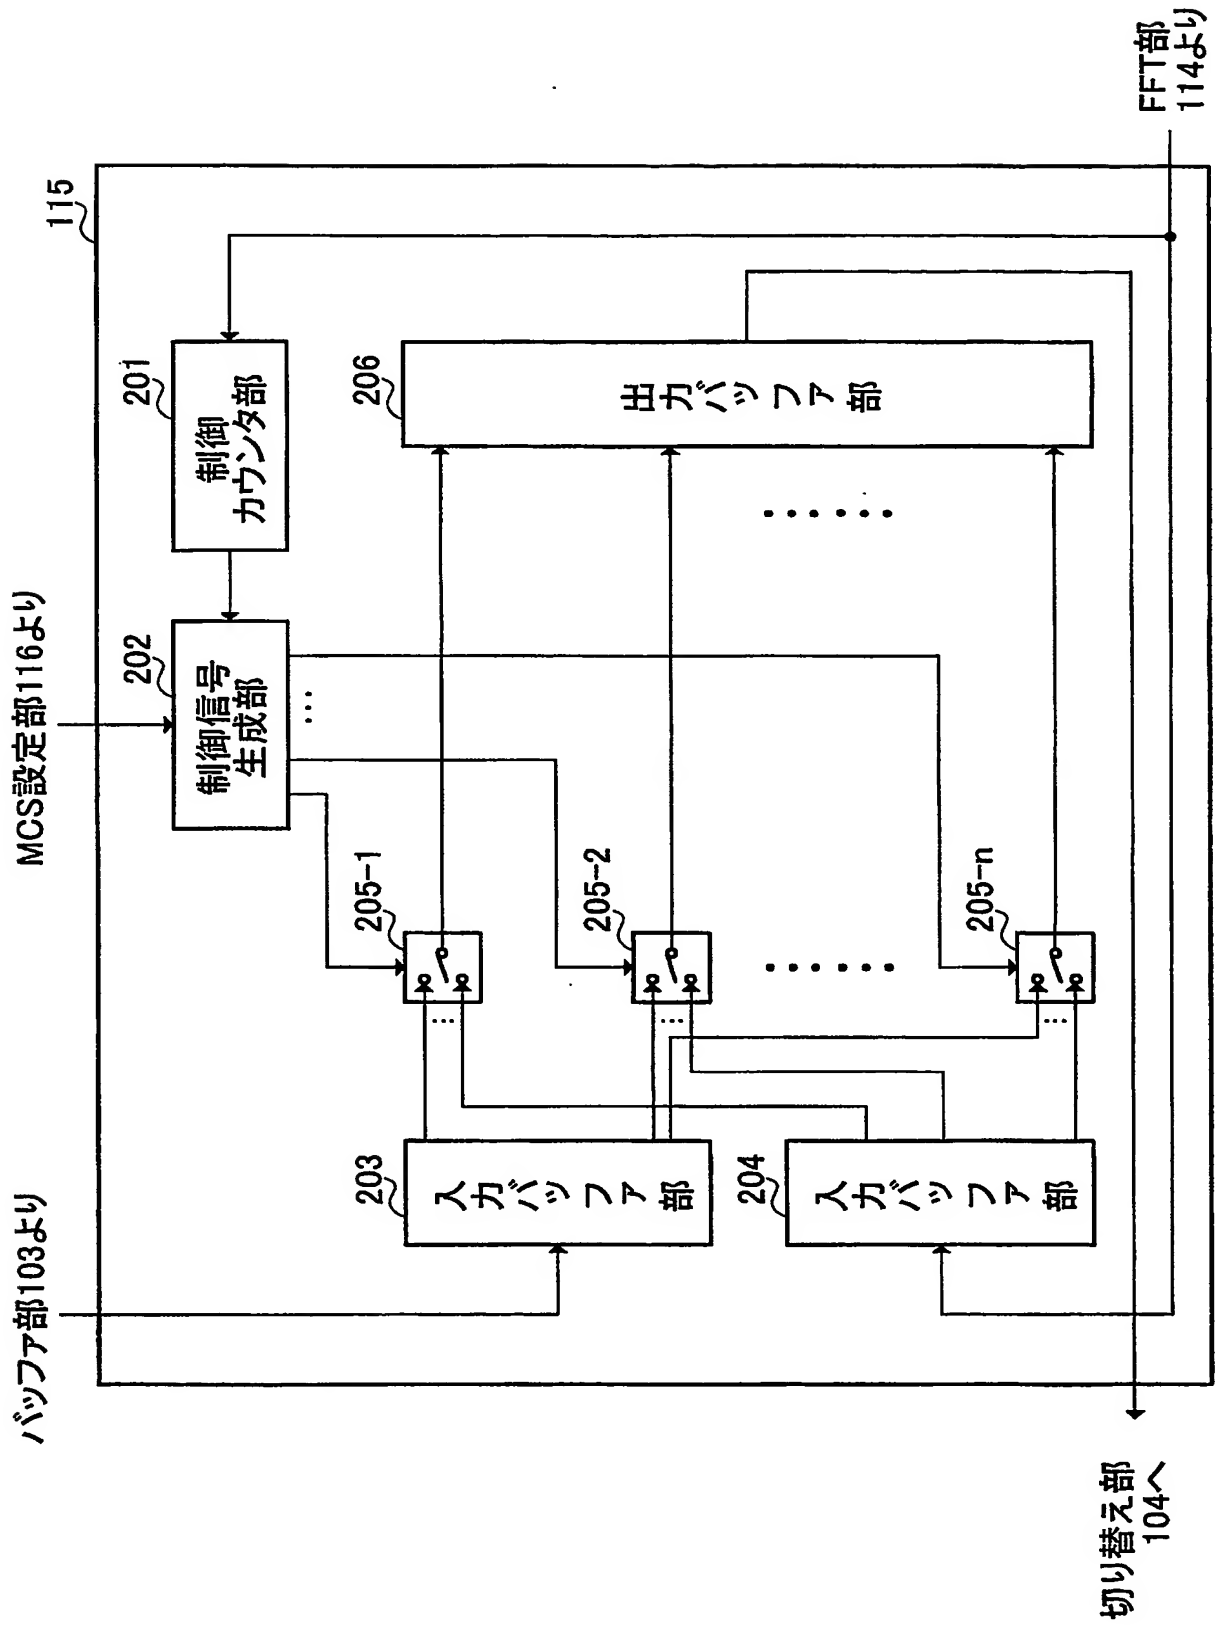 115
FFT部
114より
201
制御
カウンタ部
206
出力バッファ部
MCS設定部116より
202
制御信号
生成部
205-1
205-2
205-n
バッファ部103より
203
入力バッファ部
204
入力バッファ部
切り替え部
104へ